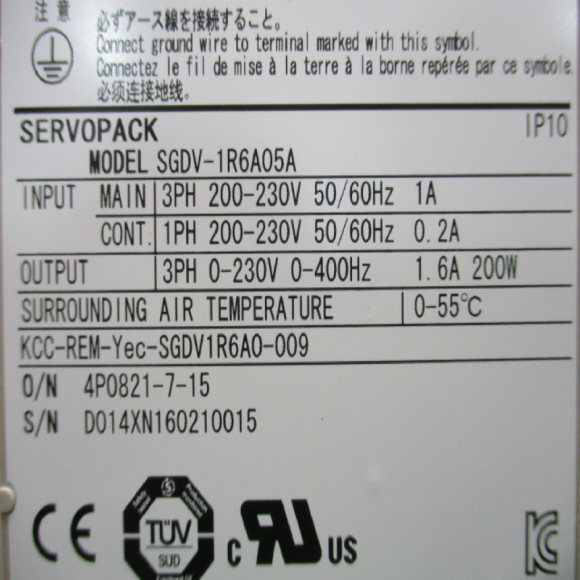 注 意
必ずアース線を接続すること。
Connect ground wire to terminal marked with this symbol.
Connectez le fil de mise à la terre à la borne repérée par ce symbole.
必须连接地线。
SERVOPACK IP10
MODEL SGDV-1R6A05A
INPUT MAIN 3PH 200-230V 50/60Hz 1A
CONT. 1PH 200-230V 50/60Hz 0.2A
OUTPUT 3PH 0-230V 0-400Hz 1.6A 200W
SURROUNDING AIR TEMPERATURE 0-55℃
KCC-REM-Yec-SGDV1R6A0-009
O/N 4P0821-7-15
S/N D014XN160210015
CE
TÜV
SÜD
c RU US
KC